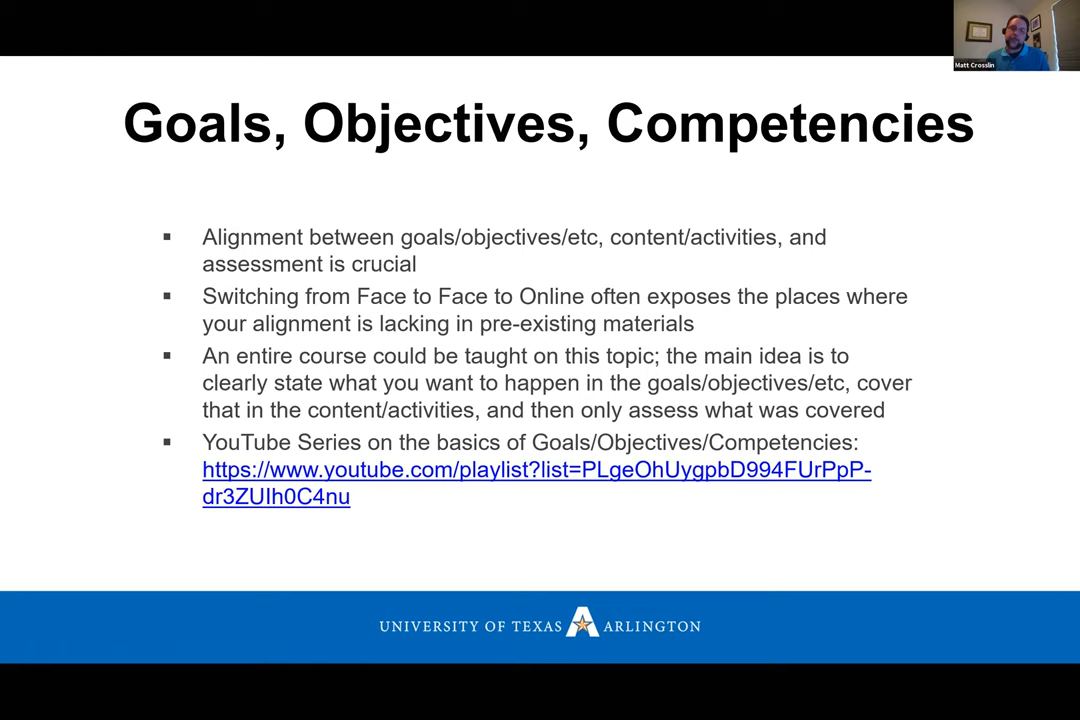 Matt Crosslin
Goals, Objectives, Competencies
▪ Alignment between goals/objectives/etc, content/activities, and
assessment is crucial
▪ Switching from Face to Face to Online often exposes the places where
your alignment is lacking in pre-existing materials
▪ An entire course could be taught on this topic; the main idea is to
clearly state what you want to happen in the goals/objectives/etc, cover
that in the content/activities, and then only assess what was covered
▪ YouTube Series on the basics of Goals/Objectives/Competencies:
https://www.youtube.com/playlist?list=PLgeOhUygpbD994FUrPpP-
dr3ZUIh0C4nu
UNIVERSITY OF TEXAS A ARLINGTON